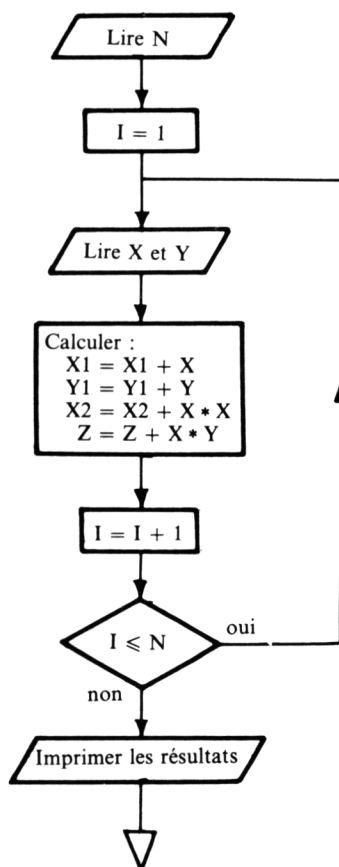 Lire N
I = 1
Lire X et Y
Calculer :
X1 = X1 + X
Y1 = Y1 + Y
X2 = X2 + X * X
Z = Z + X * Y
I = I + 1
I ⩽ N
oui
non
Imprimer les résultats